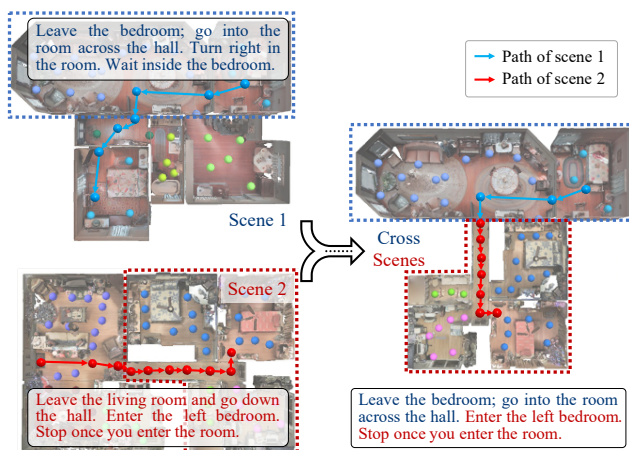 Leave the bedroom; go into the
room across the hall. Turn right in
the room. Wait inside the bedroom.
Path of scene 1
Path of scene 2
Scene 1
Cross
Scenes
Scene 2
Leave the living room and go down
the hall. Enter the left bedroom.
Stop once you enter the room.
Leave the bedroom; go into the room
across the hall. Enter the left bedroom.
Stop once you enter the room.